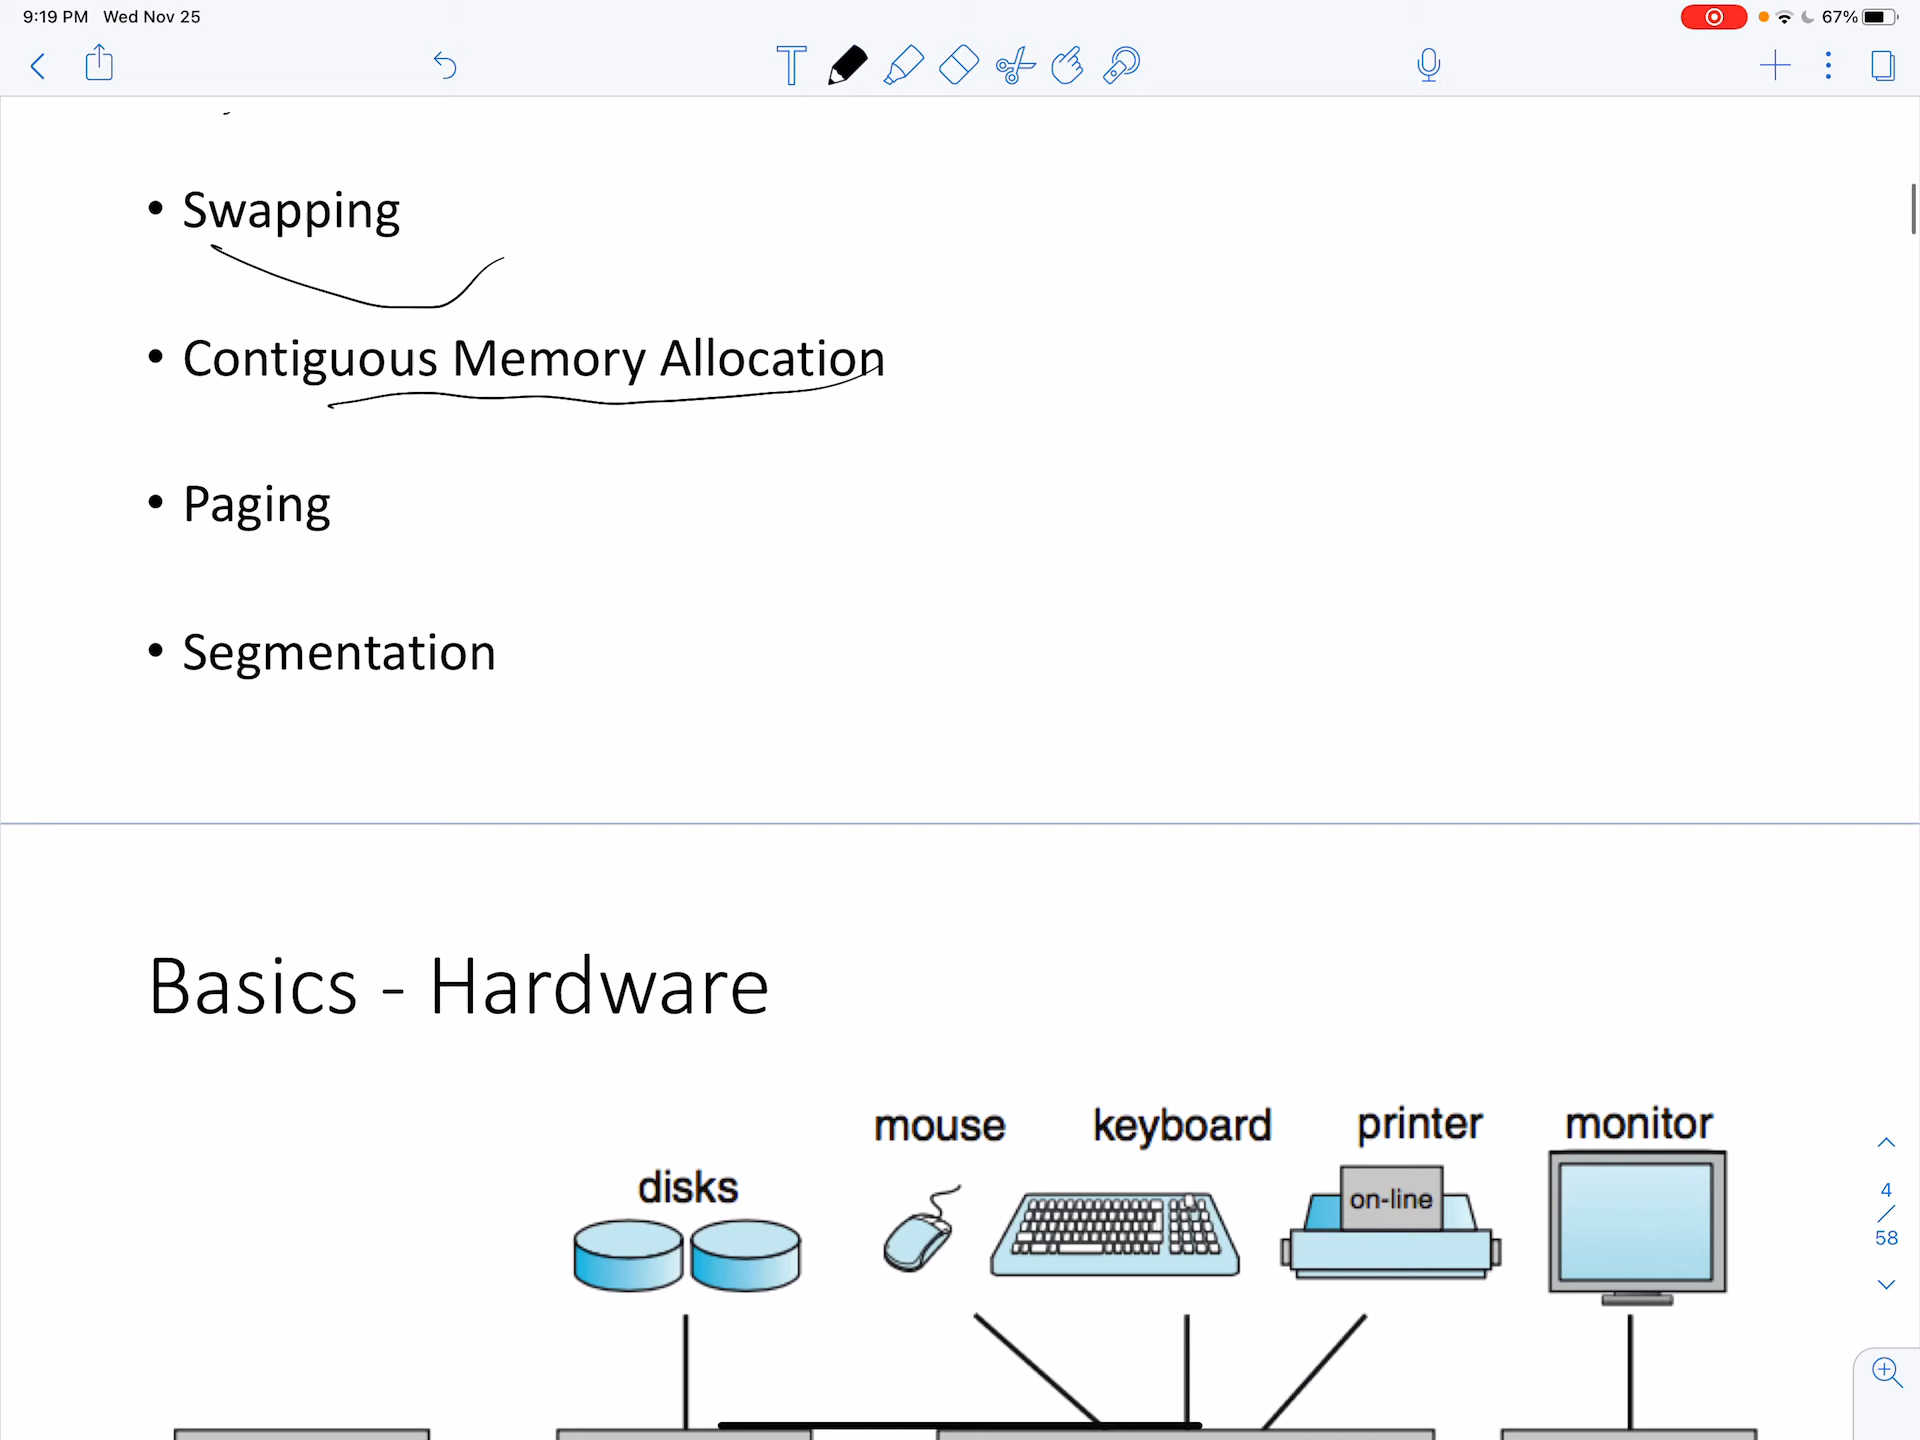 9:19 PM Wed Nov 25
67%
• Swapping
• Contiguous Memory Allocation
• Paging
• Segmentation
Basics - Hardware
mouse keyboard printer monitor
disks
on-line
4
/
58